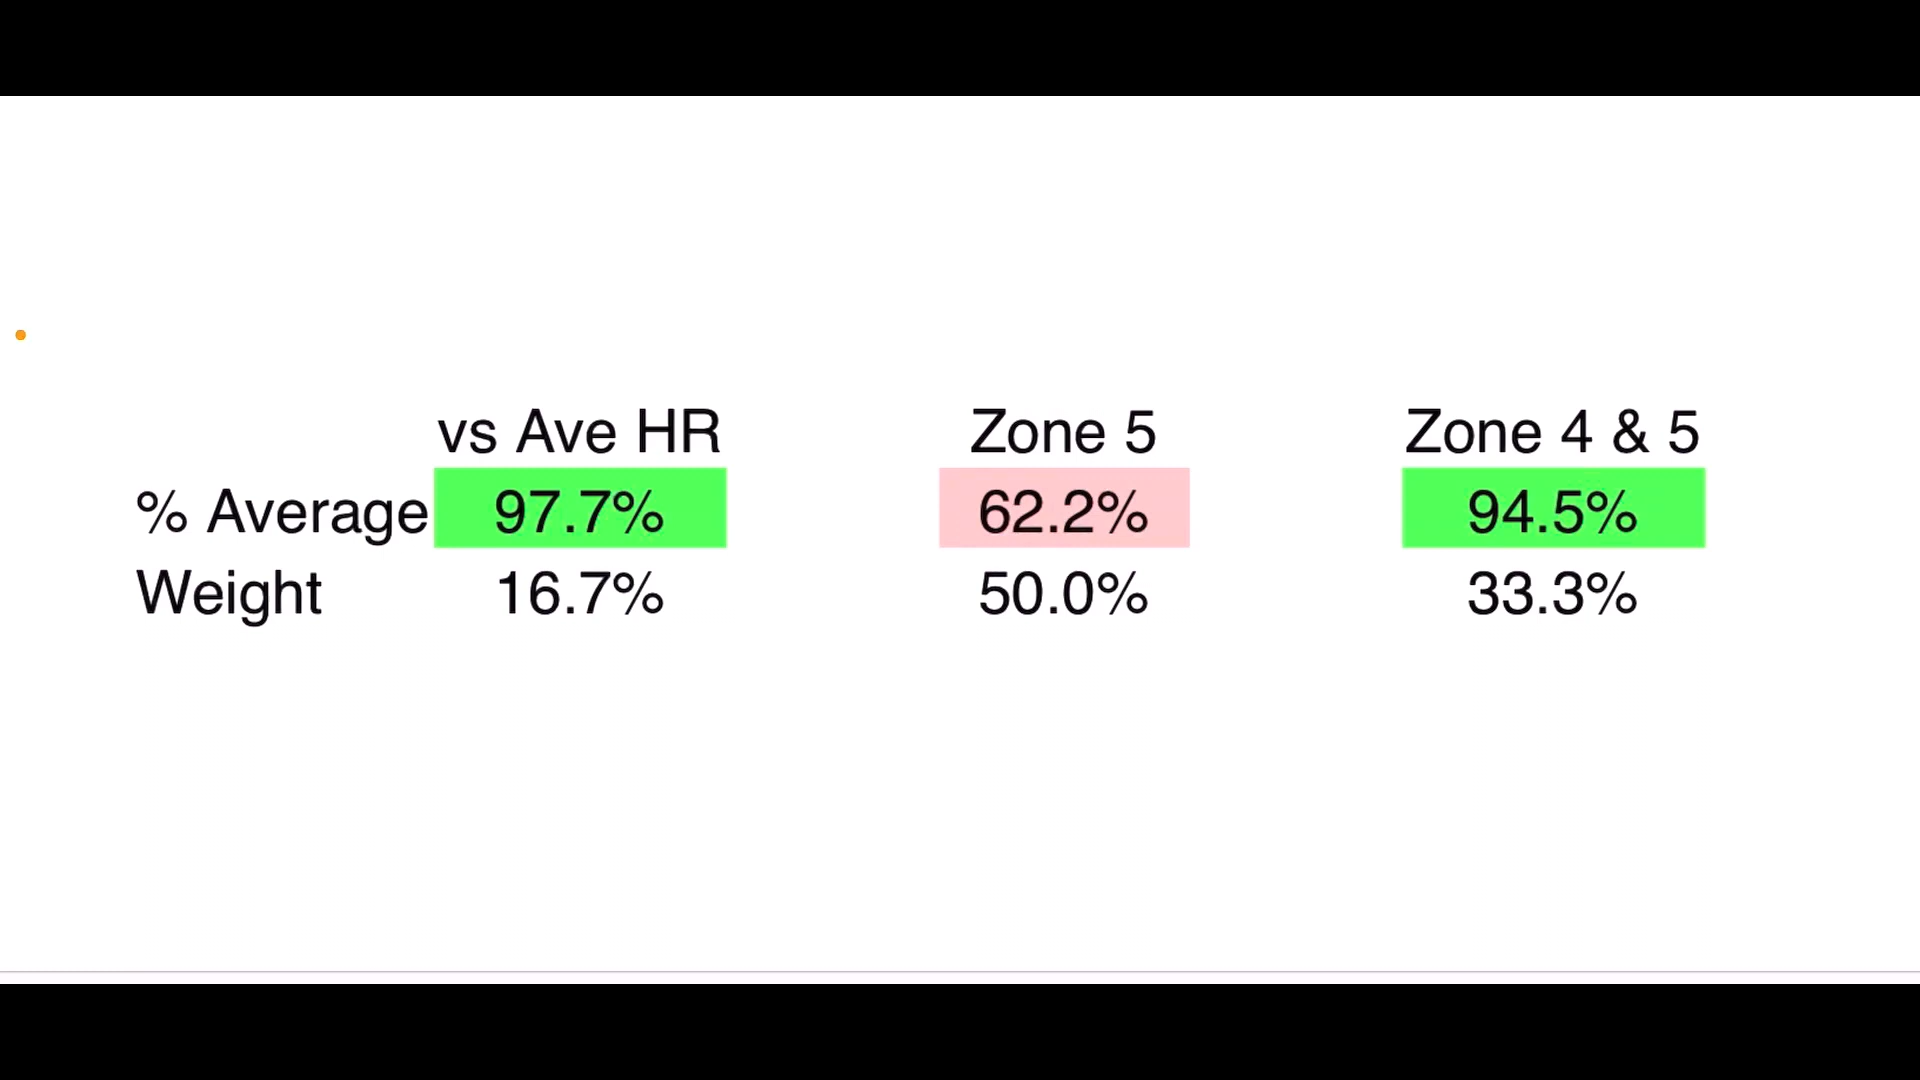 vs Ave HR Zone 5 Zone 4 & 5
% Average 97.7% 62.2% 94.5%
Weight 16.7% 50.0% 33.3%